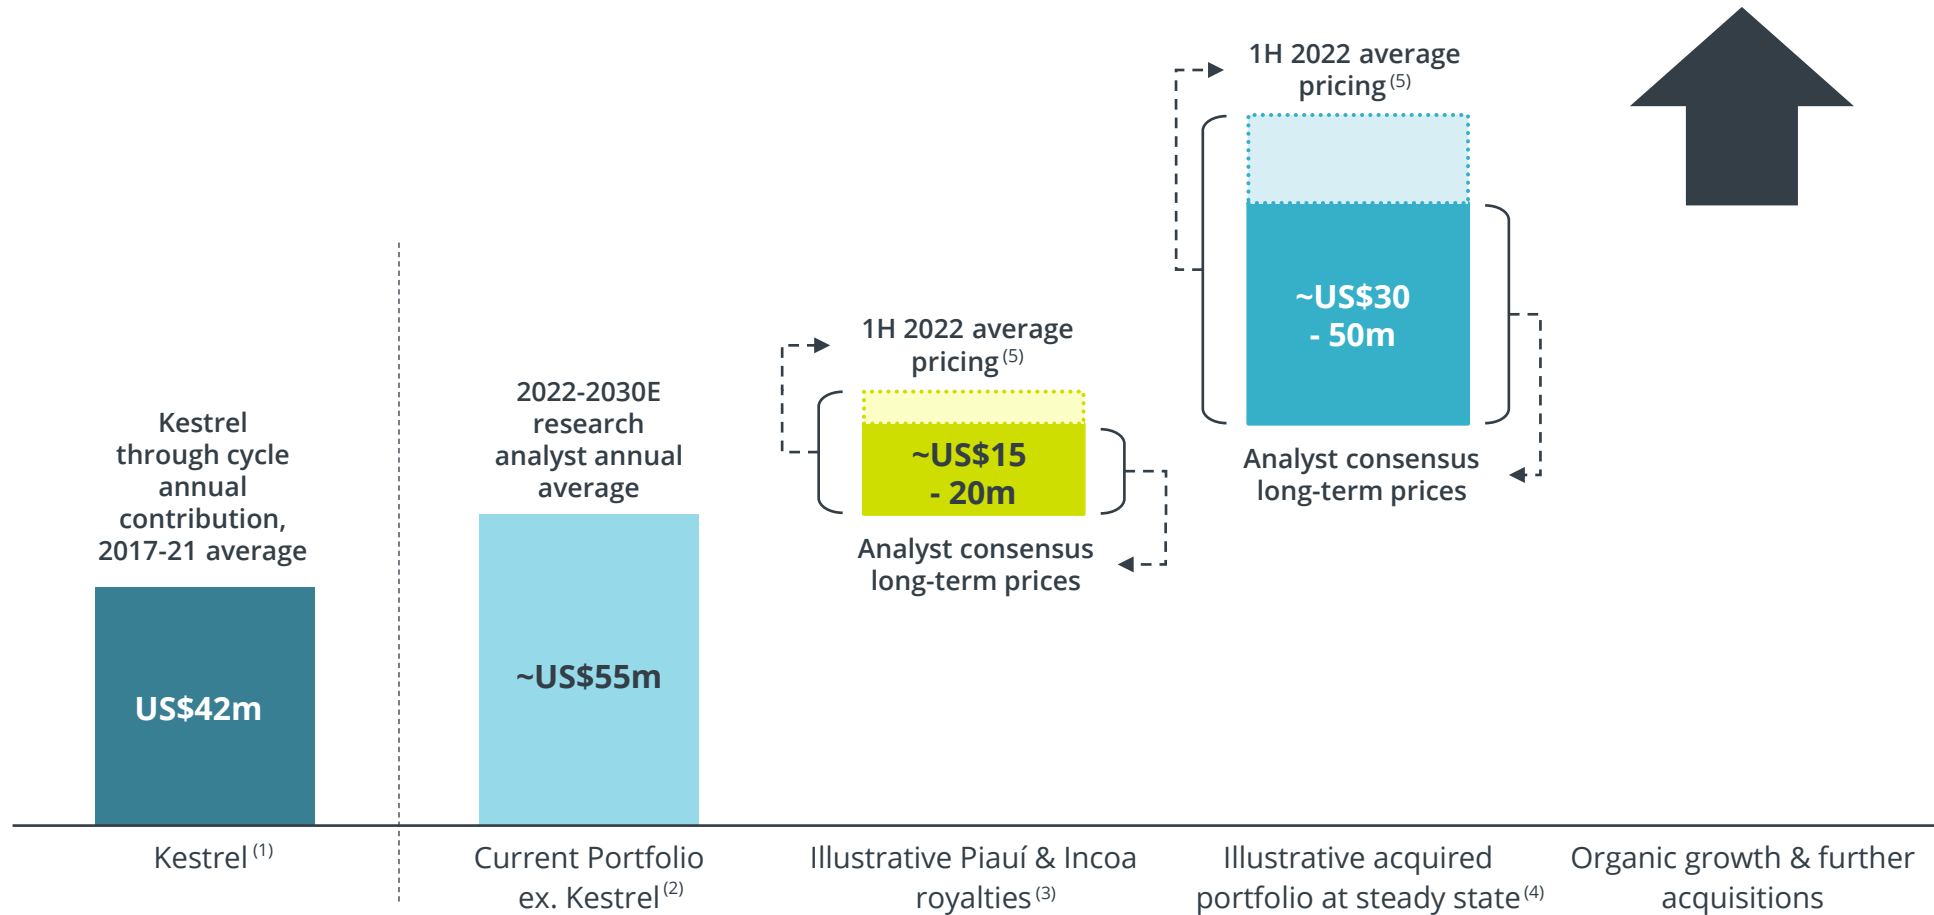 Kestrel
through cycle
annual
contribution,
2017-21 average
US$42m
Kestrel (1)
2022-2030E
research
analyst annual
average
~US$55m
Current Portfolio
ex. Kestrel (2)
1H 2022 average
pricing (5)
~US$15
- 20m
Analyst consensus
long-term prices
Illustrative Piauí & Incoa
royalties (3)
1H 2022 average
pricing (5)
~US$30
- 50m
Analyst consensus
long-term prices
Illustrative acquired
portfolio at steady state (4)
Organic growth & further
acquisitions